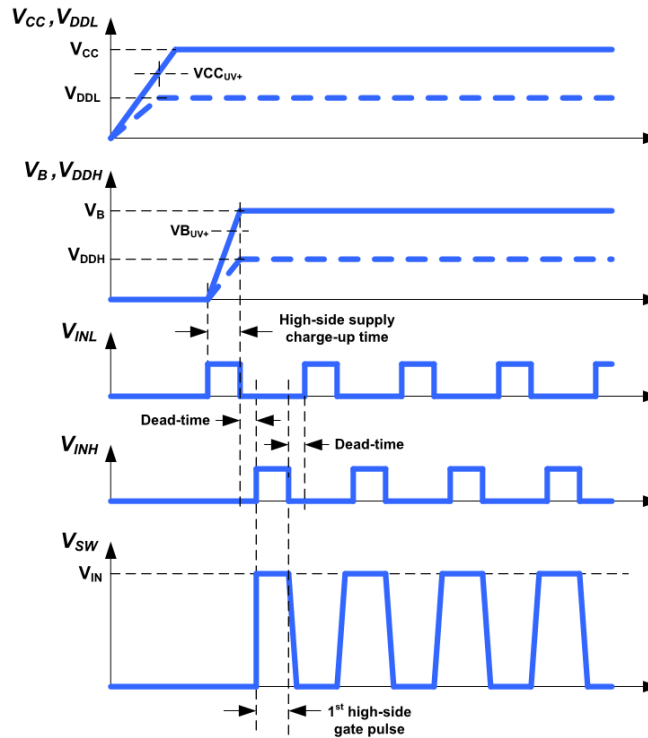 VCC ,VDDL
VCC
VCCUV+
VDDL
VB ,VDDH
VB
VBUV+
VDDH
High-side supply
charge-up time
VINL
Dead-time
Dead-time
VINH
VSW
VIN
1st high-side
gate pulse